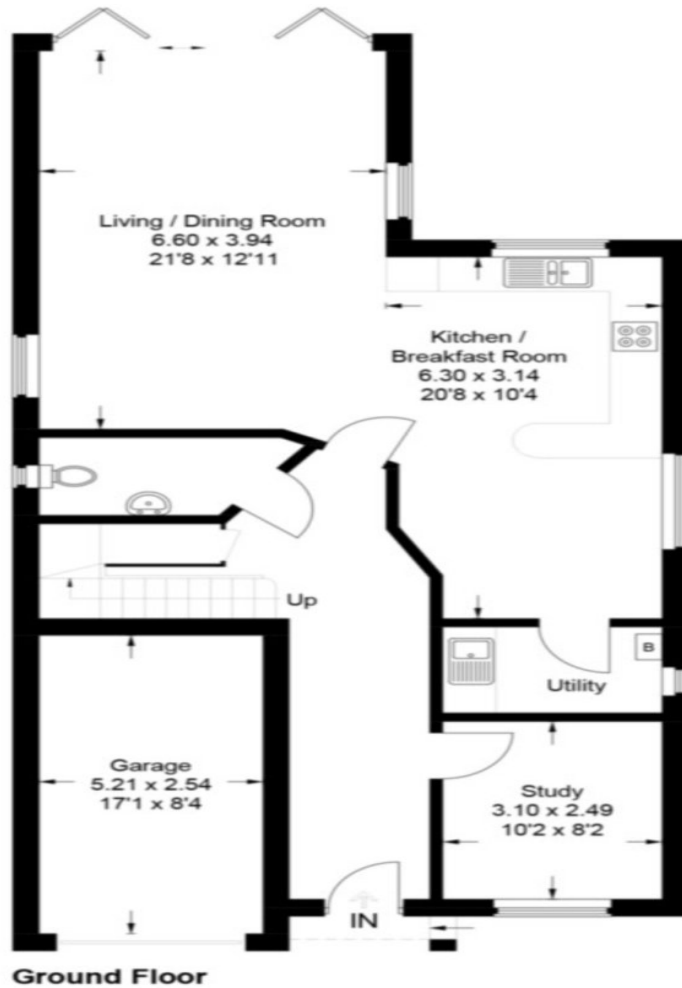 Living / Dining Room
6.60 x 3.94
21'8 x 12'11
Kitchen /
Breakfast Room
6.30 x 3.14
20'8 x 10'4
Up
B
Utility
Garage
5.21 x 2.54
17'1 x 8'4
Study
3.10 x 2.49
10'2 x 8'2
IN
Ground Floor